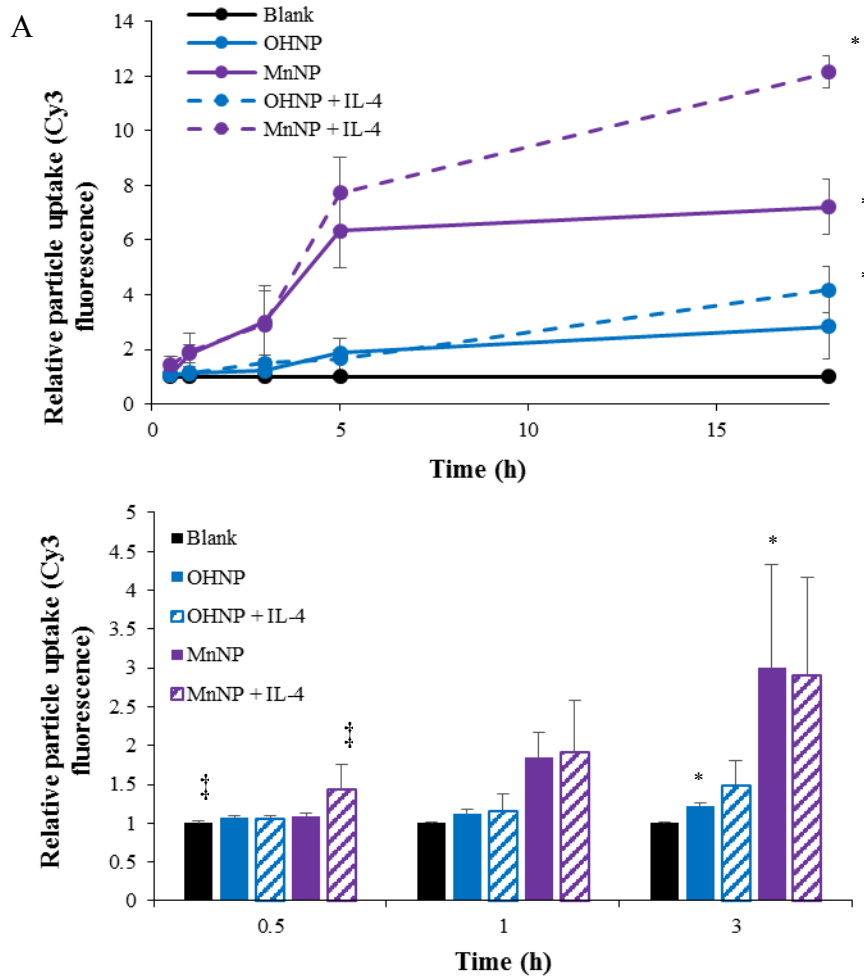 A
Blank
OHNP
MnNP
OHNP + IL-4
MnNP + IL-4
14
12
10
8
6
4
2
0
0
5
10
15
*
*
*
Relative particle uptake (Cy3
fluorescence)
Time (h)
5
4.5
4
3.5
3
2.5
2
1.5
1
0.5
0
Blank
OHNP
OHNP + IL-4
MnNP
MnNP + IL-4
‡
‡
*
*
0.5
1
3
Relative particle uptake (Cy3
fluorescence)
Time (h)